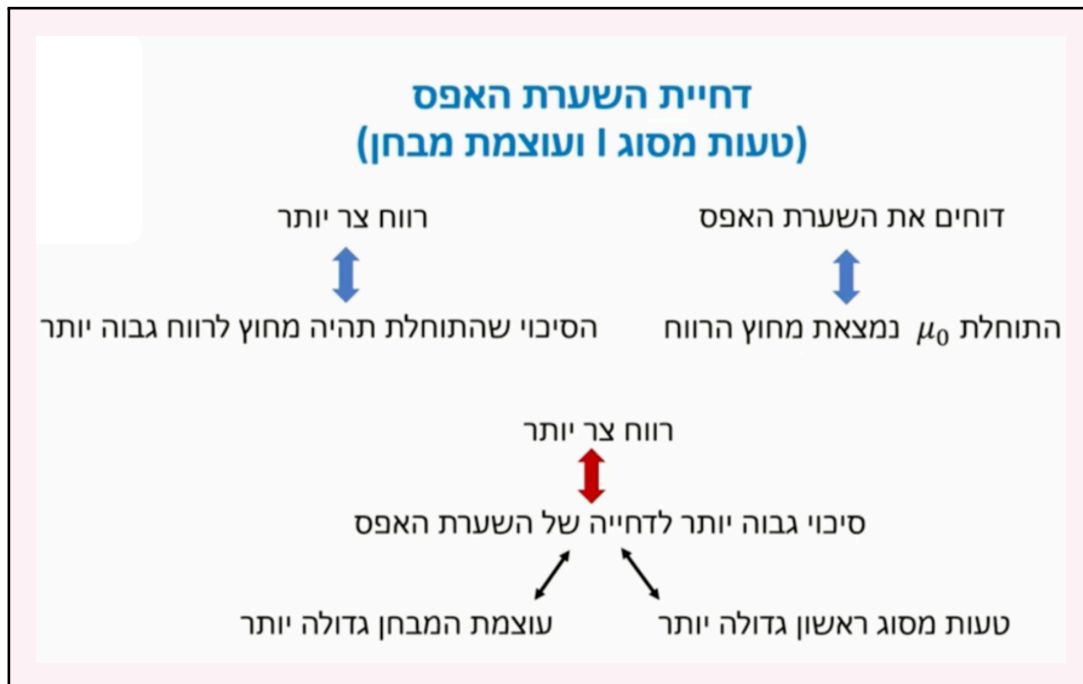 דחיית השערת האפס
(טעות מסוג I ועוצמת מבחן)
דוחים את השערת האפס
התוחלת μ₀ נמצאת מחוץ הרווח
רווח צר יותר
הסיכוי שהתוחלת תהיה מחוץ לרווח גבוה יותר
רווח צר יותר
סיכוי גבוה יותר לדחייה של השערת האפס
טעות מסוג ראשון גדולה יותר
עוצמת המבחן גדולה יותר